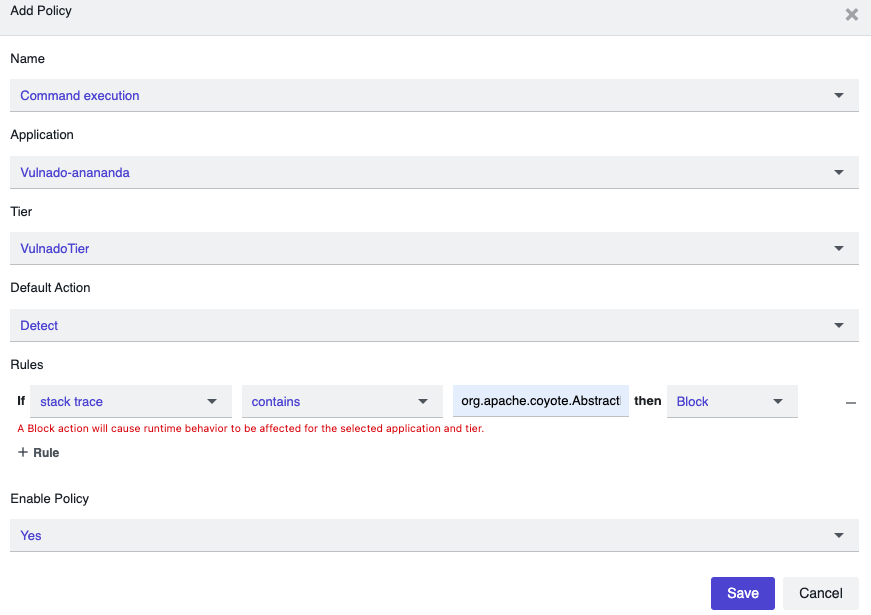 Add Policy
Name
Command execution
Application
Vulnado-anananda
Tier
VulnadoTier
Default Action
Detect
Rules
If stack trace contains org.apache.coyote.Abstract then Block
A Block action will cause runtime behavior to be affected for the selected application and tier.
+ Rule
Enable Policy
Yes
Save Cancel